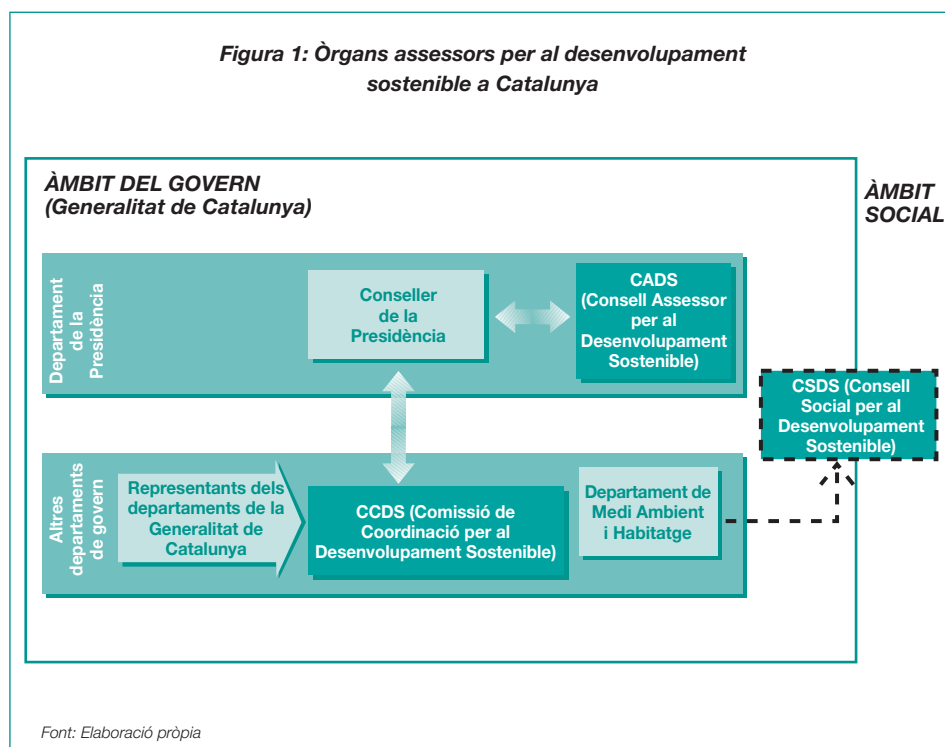 Figura 1: Òrgans assessors per al desenvolupament
sostenible a Catalunya
ÀMBIT DEL GOVERN
(Generalitat de Catalunya)
ÀMBIT
SOCIAL
Departament
de la
Presidència
Conseller
de la
Presidència
CADS
(Consell Assessor
per al
Desenvolupament
Sostenible)
CSDS (Consell
Social per al
Desenvolupament
Sostenible)
Altres
departaments
de govern
Representants dels
departaments de la
Generalitat de
Catalunya
CCDS (Comissió de
Coordinació per al
Desenvolupament Sostenible)
Departament de
Medi Ambient
i Habitatge
Font: Elaboració pròpia